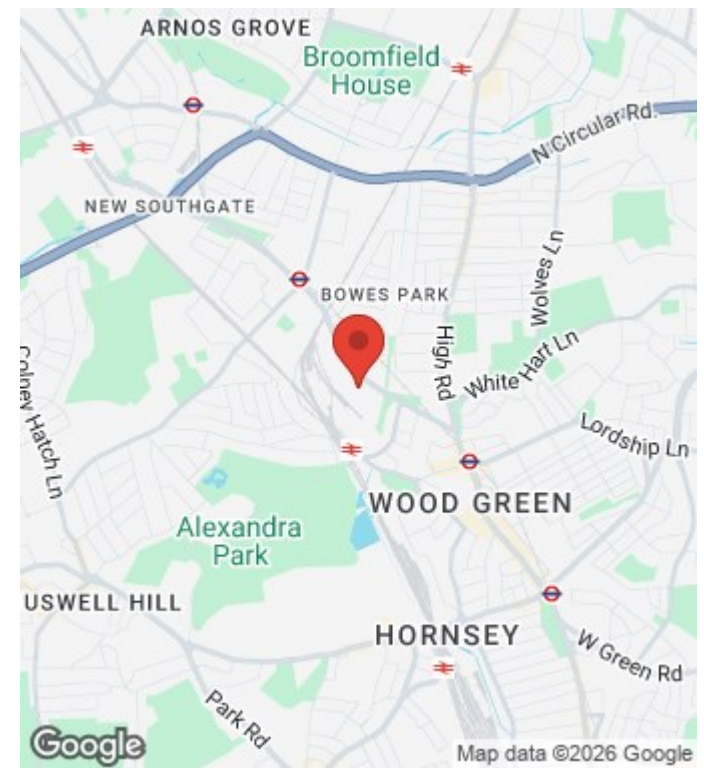 ARNOS GROVE
Broomfield
House
N Circular Rd.
NEW SOUTHGATE
Wolves Ln
BOWES PARK
High Rd
White Hart Ln
Colney Hatch Ln
Lordship Ln
WOOD GREEN
Alexandra
Park
USWELL HILL
HORNSEY
W Green Rd
Park Rd
Google
Map data ©2026 Google